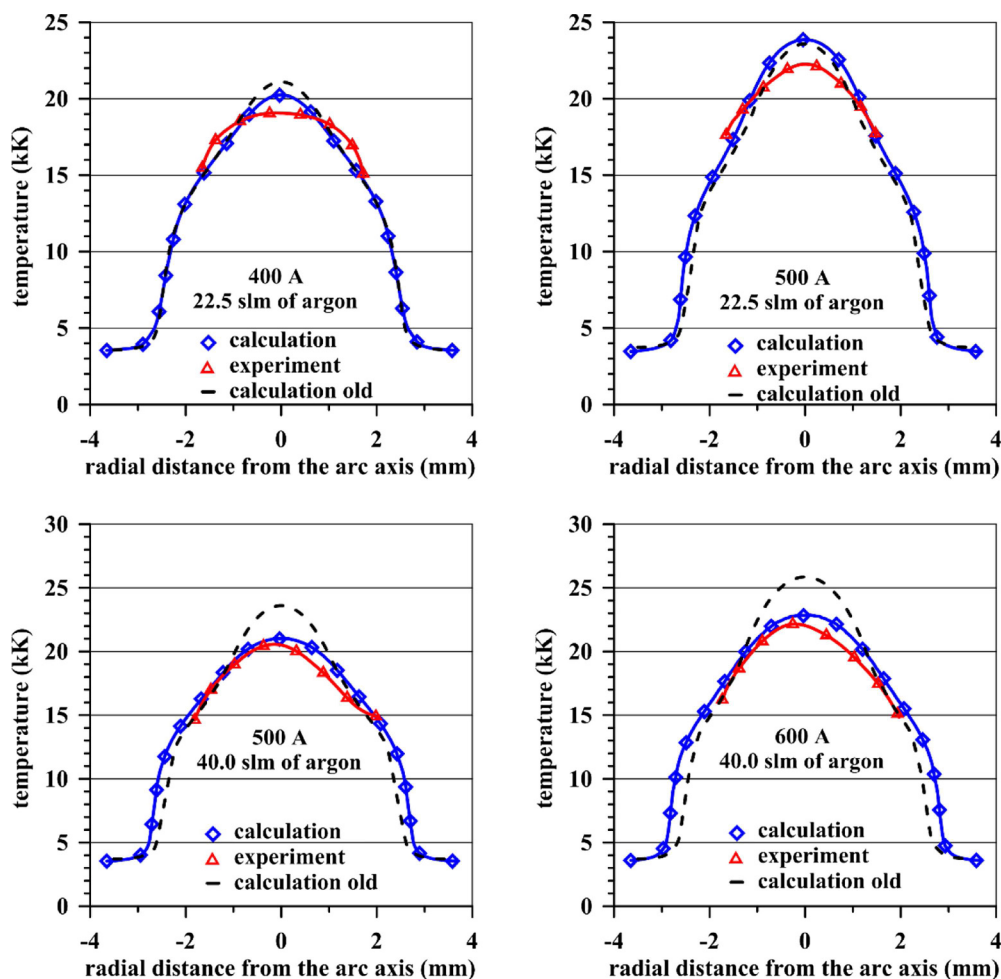 25
20
15
10
5
0
temperature (kK)
400 A
22.5 slm of argon
calculation
experiment
calculation old
-4 -2 0 2 4
radial distance from the arc axis (mm)
25
20
15
10
5
0
temperature (kK)
500 A
22.5 slm of argon
calculation
experiment
calculation old
-4 -2 0 2 4
radial distance from the arc axis (mm)
30
25
20
15
10
5
0
temperature (kK)
500 A
40.0 slm of argon
calculation
experiment
calculation old
-4 -2 0 2 4
radial distance from the arc axis (mm)
30
25
20
15
10
5
0
temperature (kK)
600 A
40.0 slm of argon
calculation
experiment
calculation old
-4 -2 0 2 4
radial distance from the arc axis (mm)